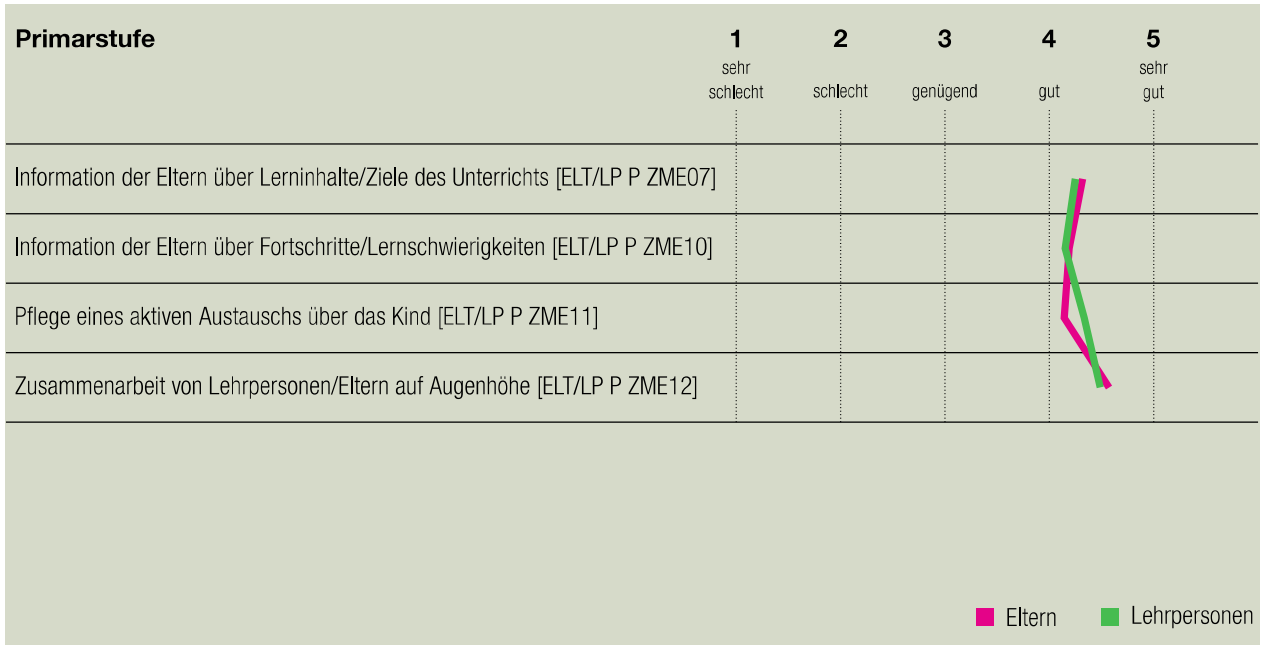 Primarstufe 1 2 3 4 5
sehr schlecht schlecht genügend gut sehr gut
Information der Eltern über Lerninhalte/Ziele des Unterrichts [ELT/LP P ZME07]
Information der Eltern über Fortschritte/Lernschwierigkeiten [ELT/LP P ZME10]
Pflege eines aktiven Austauschs über das Kind [ELT/LP P ZME11]
Zusammenarbeit von Lehrpersonen/Eltern auf Augenhöhe [ELT/LP P ZME12]
Eltern Lehrpersonen